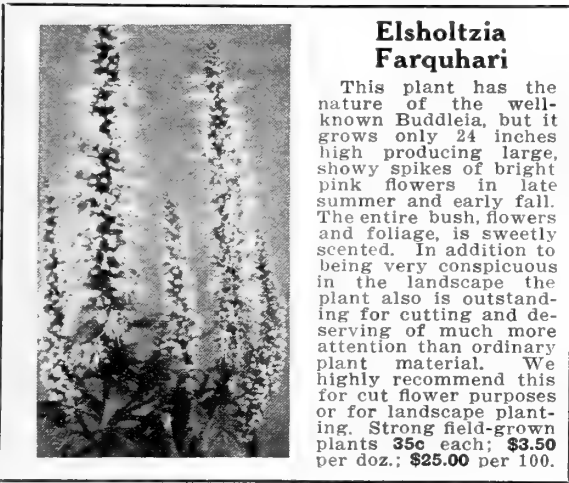 Elsholtzia
Farquhari
This plant has the
nature of the well-
known Buddleia, but it
grows only 24 inches
high producing large,
showy spikes of bright
pink flowers in late
summer and early fall.
The entire bush, flowers
and foliage, is sweetly
scented. In addition to
being very conspicuous
in the landscape the
plant also is outstand-
ing for cutting and de-
serving of much more
attention than ordinary
plant material. We
highly recommend this
for cut flower purposes
or for landscape plant-
ing. Strong field-grown
plants 35c each; $3.50
per doz.; $25.00 per 100.